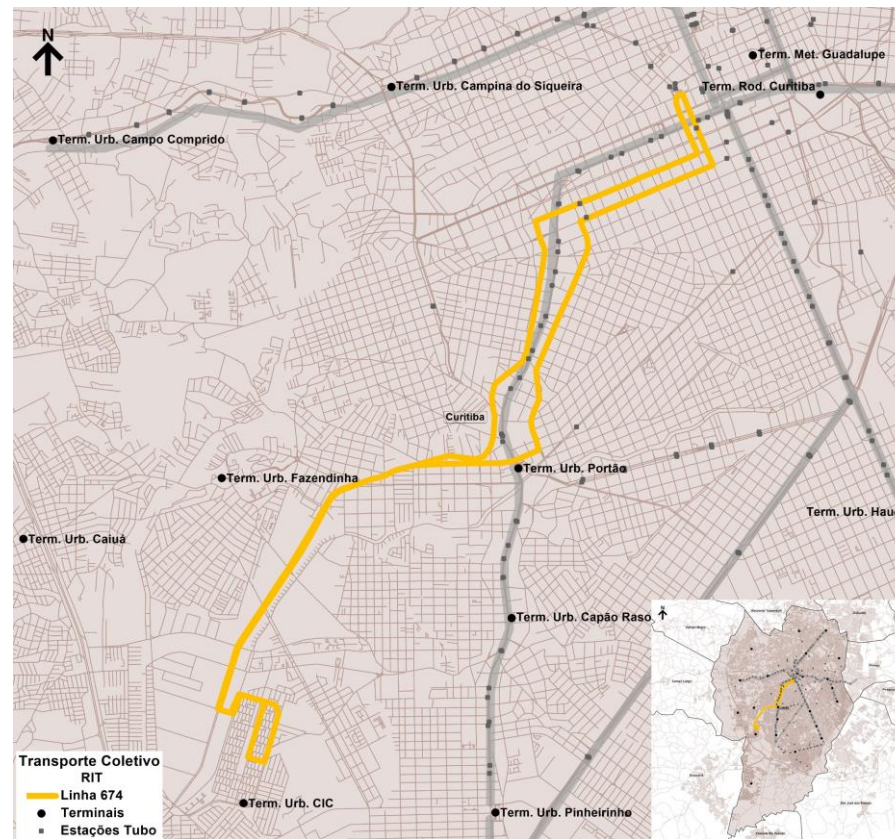 N
Term. Met. Guadalupe
Term. Urb. Campina do Siqueira
Term. Rod. Curitiba
Term. Urb. Campo Comprido
Curitiba
Term. Urb. Portão
Term. Urb. Fazendinha
Term. Urb. Hau
Term. Urb. Caiuá
Term. Urb. Capão Raso
N
Term. Urb. CIC
Term. Urb. Pinheirinho
Transporte Coletivo
RIT
Linha 674
Terminais
Estações Tubo